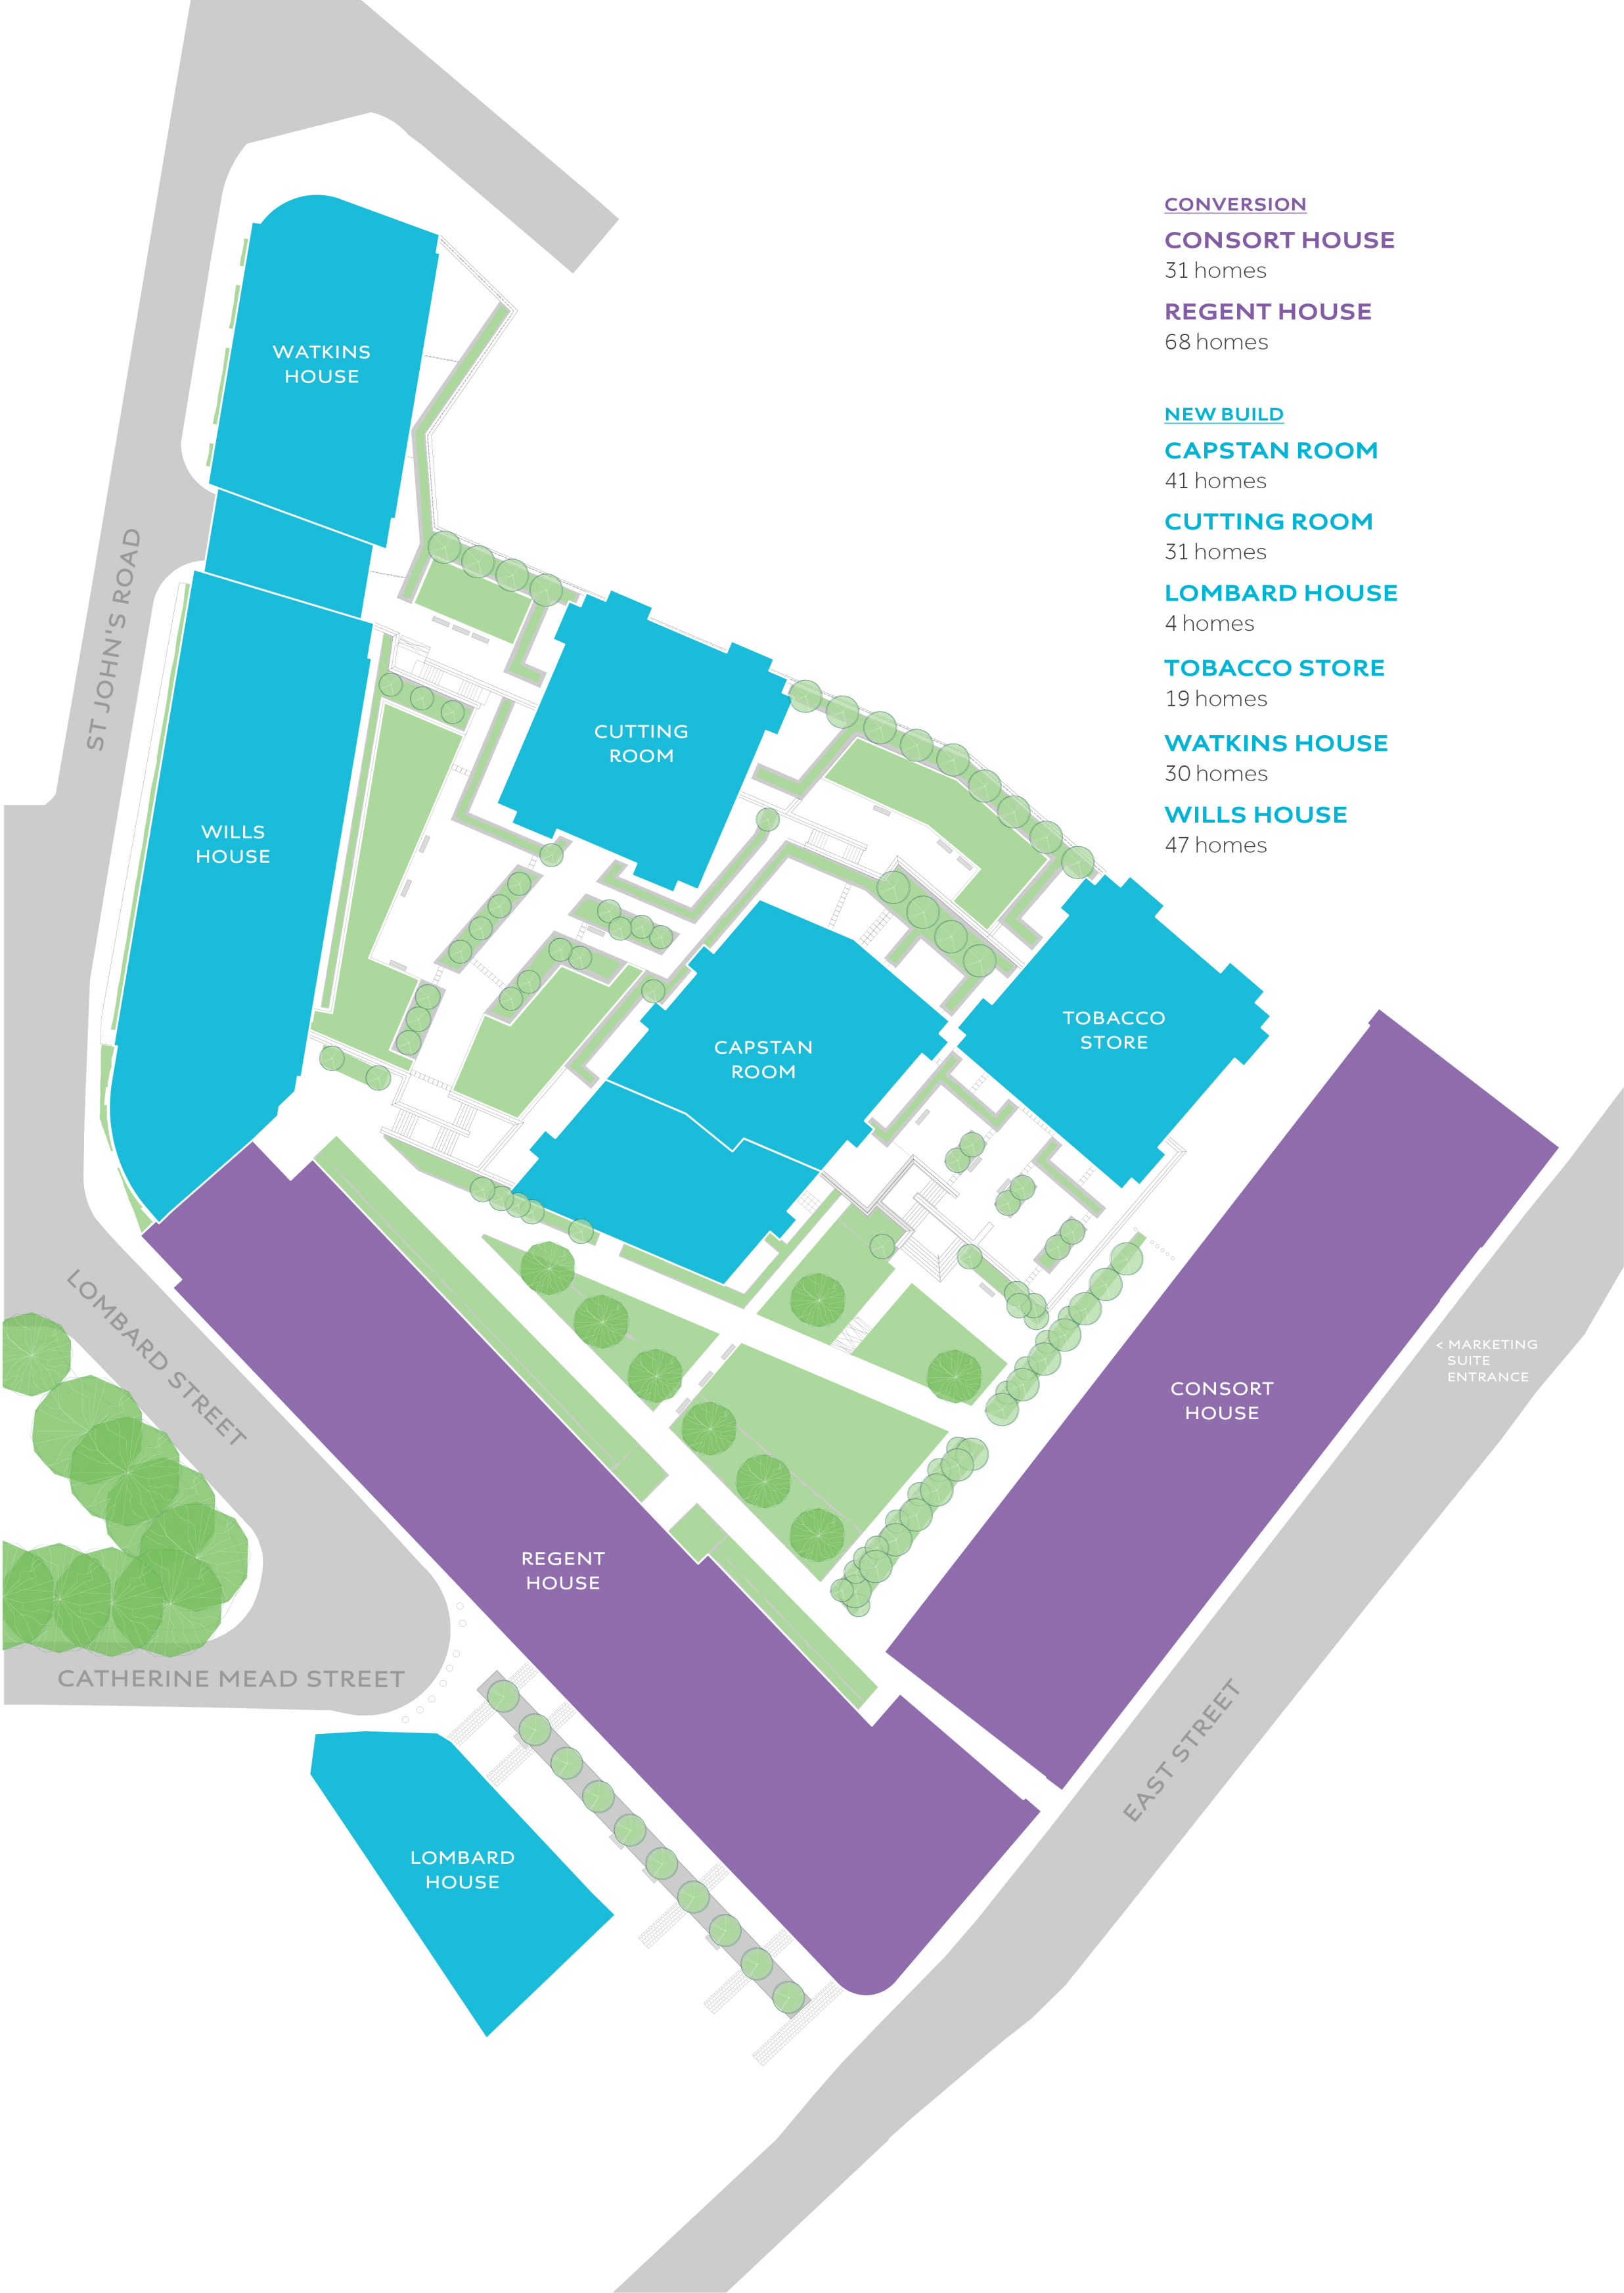 CONVERSION
CONSORT HOUSE
31 homes
REGENT HOUSE
68 homes
NEW BUILD
CAPSTAN ROOM
41 homes
CUTTING ROOM
31 homes
LOMBARD HOUSE
4 homes
TOBACCO STORE
19 homes
WATKINS HOUSE
30 homes
WILLS HOUSE
47 homes
WATKINS
HOUSE
ST JOHN'S ROAD
CUTTING
ROOM
WILLS
HOUSE
TOBACCO
STORE
CAPSTAN
ROOM
LOMBARD STREET
< MARKETING
SUITE
ENTRANCE
CONSORT
HOUSE
REGENT
HOUSE
CATHERINE MEAD STREET
EAST STREET
LOMBARD
HOUSE